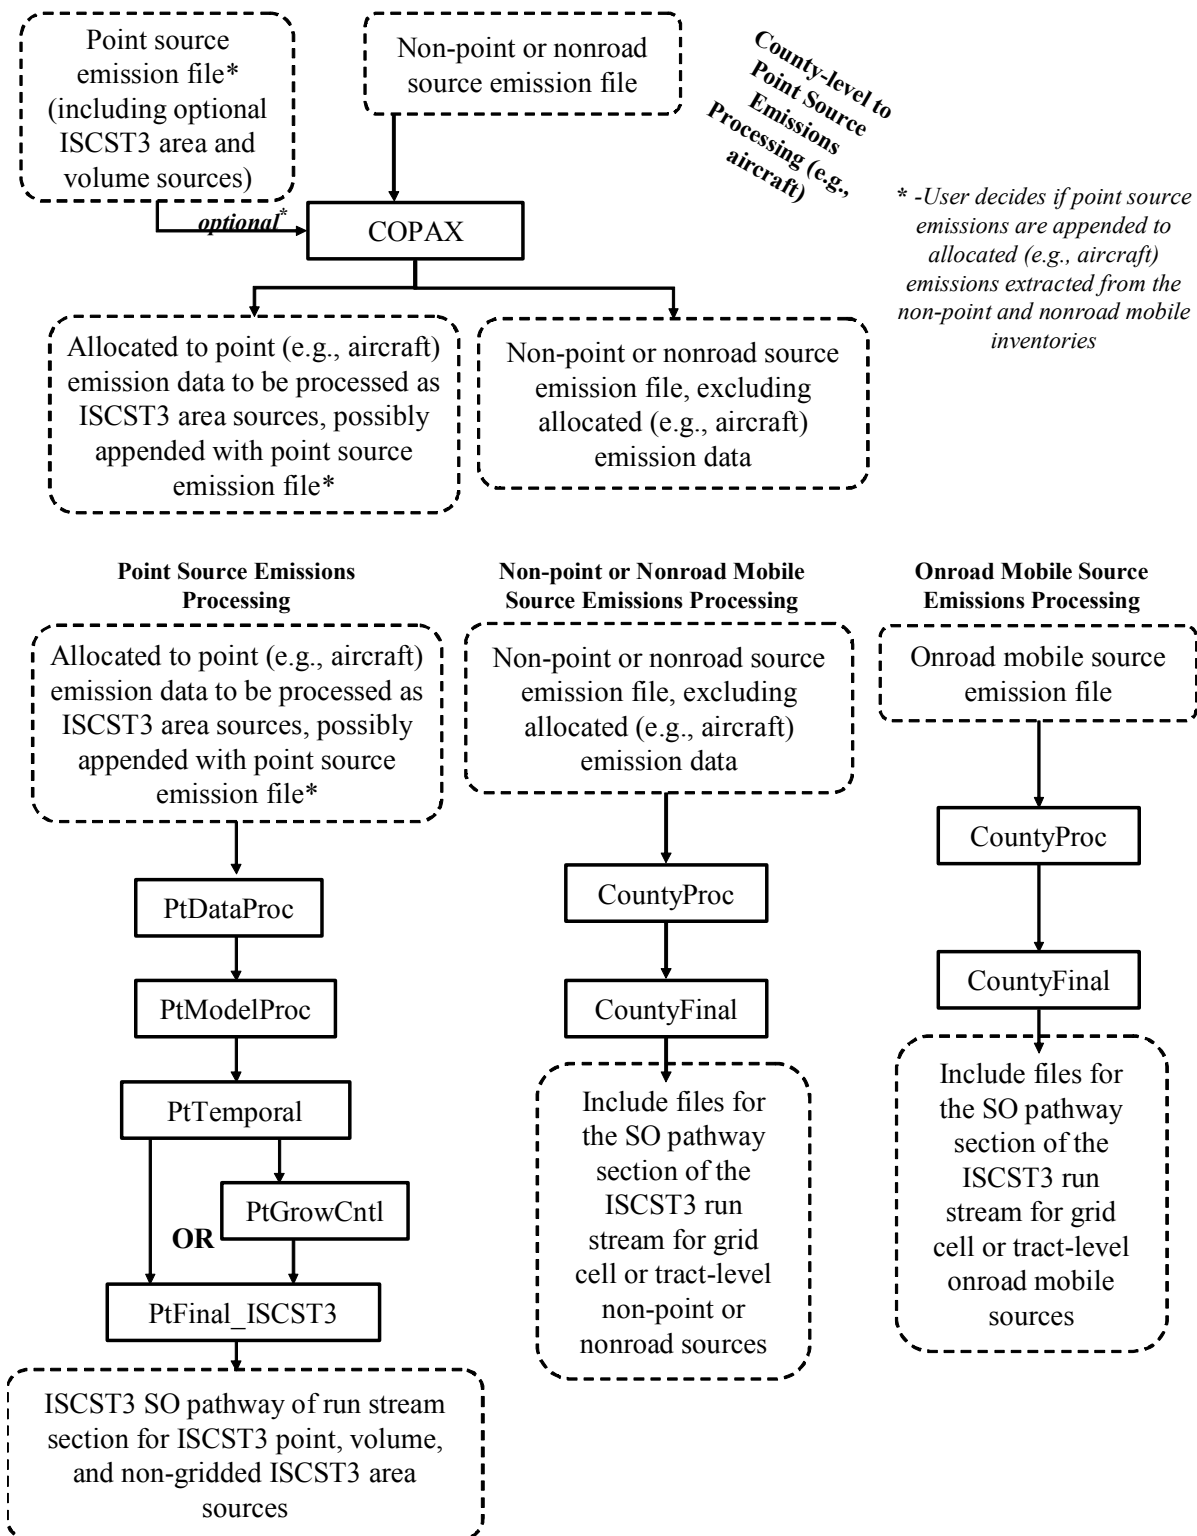 Point source
emission file*
(including optional
ISCST3 area and
volume sources)
Non-point or nonroad
source emission file
County-level to
Point Source
Emissions
Processing (e.g.,
aircraft)
* -User decides if point source
emissions are appended to
allocated (e.g., aircraft)
emissions extracted from the
non-point and nonroad mobile
inventories
optional*
COPAX
Allocated to point (e.g., aircraft)
emission data to be processed as
ISCST3 area sources, possibly
appended with point source
emission file*
Non-point or nonroad source
emission file, excluding
allocated (e.g., aircraft)
emission data
Point Source Emissions
Processing
Allocated to point (e.g., aircraft)
emission data to be processed as
ISCST3 area sources, possibly
appended with point source
emission file*
PtDataProc
PtModelProc
PtTemporal
PtGrowCntl
OR
PtFinal_ISCST3
ISCST3 SO pathway of run stream
section for ISCST3 point, volume,
and non-gridded ISCST3 area
sources
Non-point or Nonroad Mobile
Source Emissions Processing
Non-point or nonroad source
emission file, excluding
allocated (e.g., aircraft)
emission data
CountyProc
CountyFinal
Include files for
the SO pathway
section of the
ISCST3 run
stream for grid
cell or tract-level
non-point or
nonroad sources
Onroad Mobile Source
Emissions Processing
Onroad mobile source
emission file
CountyProc
CountyFinal
Include files for
the SO pathway
section of the
ISCST3 run
stream for grid
cell or tract-level
onroad mobile
sources